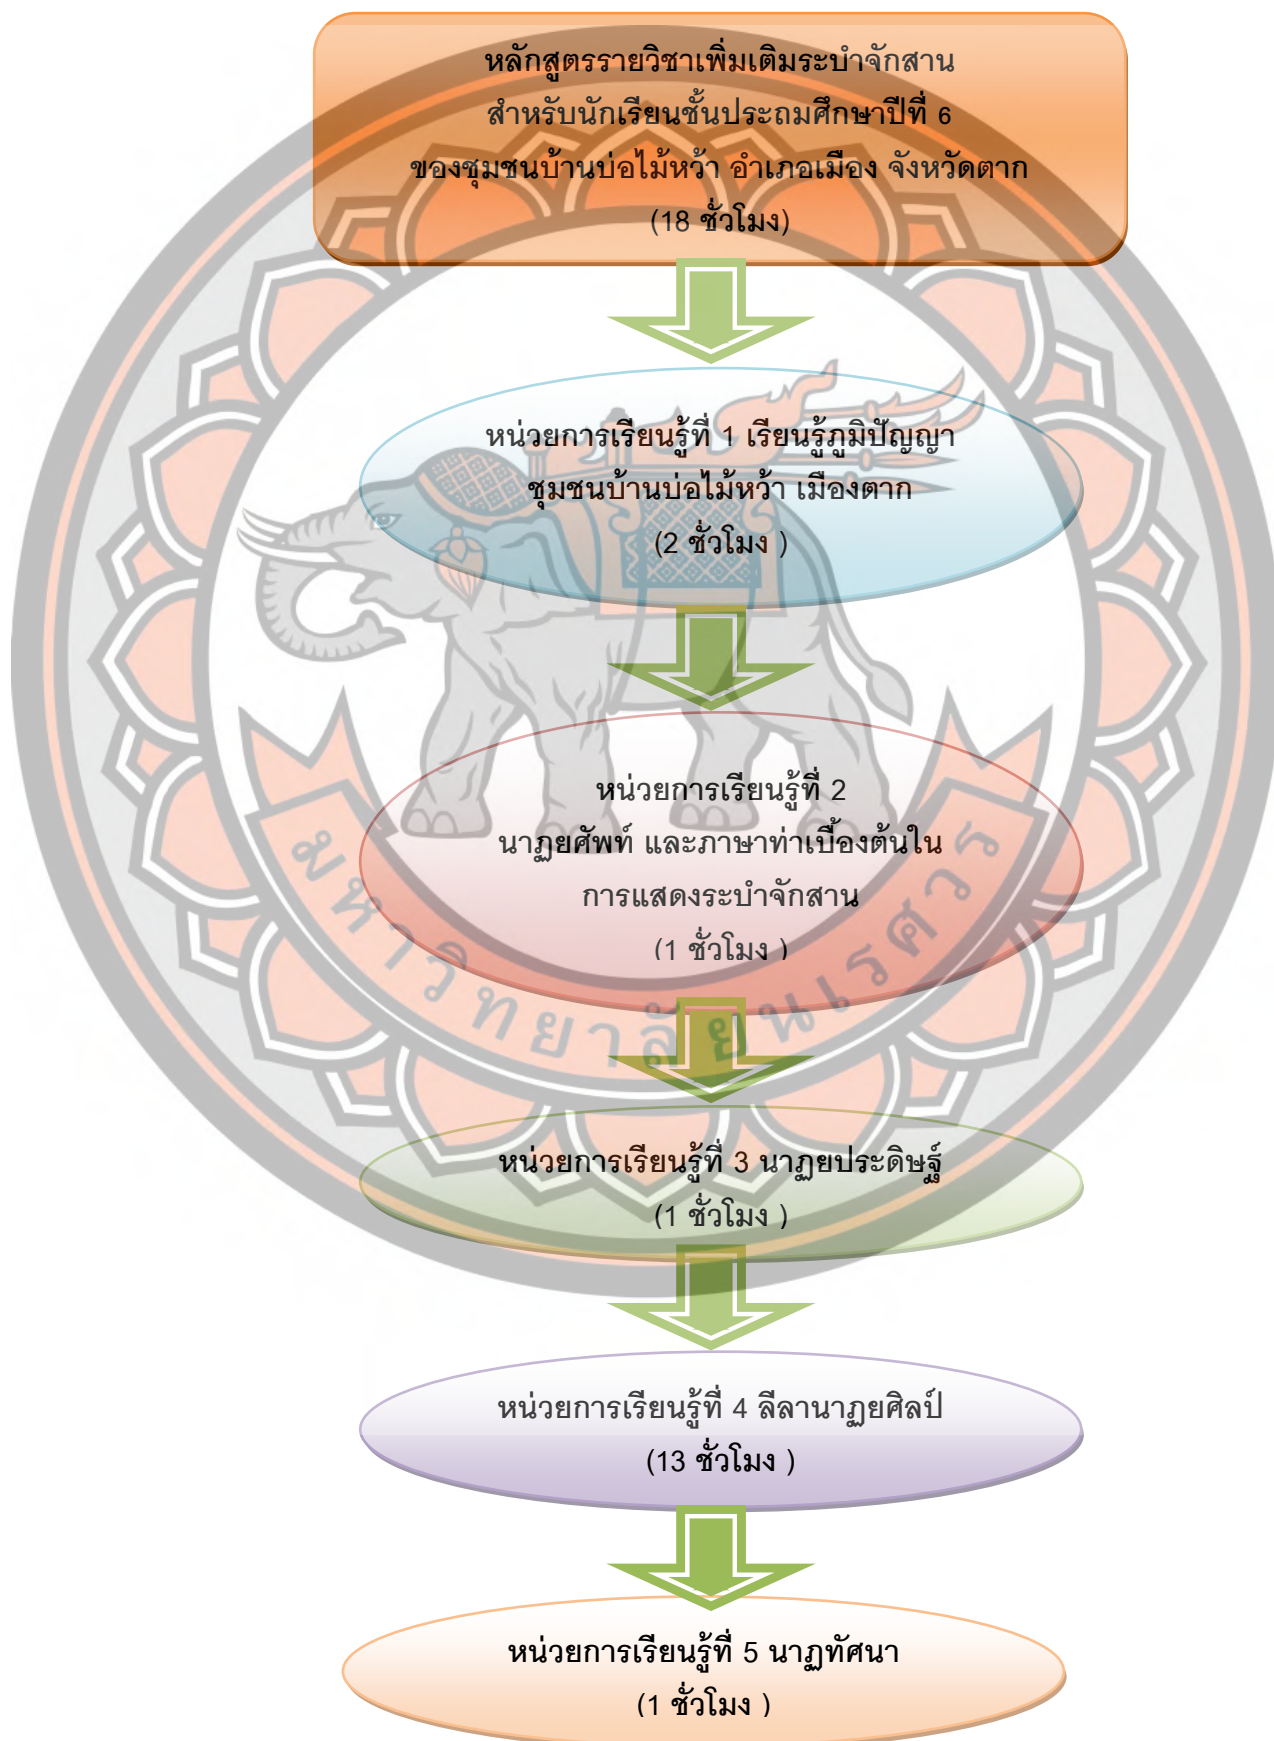 หลักสูตรรายวิชาเพิ่มเติมระบำจักสาน
สำหรับนักเรียนชั้นประถมศึกษาปีที่ 6
ของชุมชนบ้านบ่อไม้หว้า อำเภอเมือง จังหวัดตาก
(18 ชั่วโมง)
หน่วยการเรียนรู้ที่ 1 เรียนรู้ภูมิปัญญา
ชุมชนบ้านบ่อไม้หว้า เมืองตาก
(2 ชั่วโมง )
หน่วยการเรียนรู้ที่ 2
นาฏยศัพท์ และภาษาท่าเบื้องต้นใน
การแสดงระบำจักสาน
(1 ชั่วโมง )
มหาวิทยาลัยนเรศวร
หน่วยการเรียนรู้ที่ 3 นาฏยประดิษฐ์
(1 ชั่วโมง )
หน่วยการเรียนรู้ที่ 4 ลีลานาฏยศิลป์
(13 ชั่วโมง )
หน่วยการเรียนรู้ที่ 5 นาฏทัศนา
(1 ชั่วโมง )